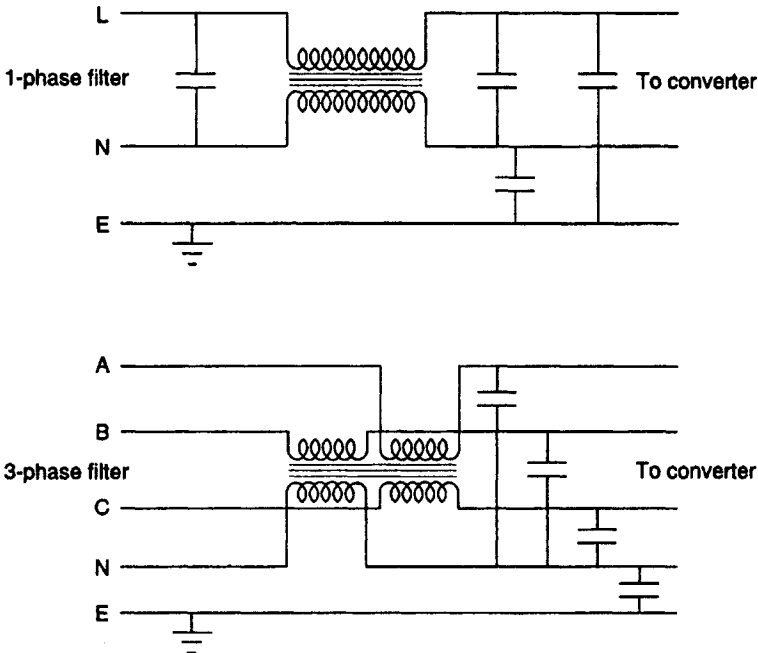 L
1-phase filter
To converter
N
E
A
B
3-phase filter
To converter
C
N
E